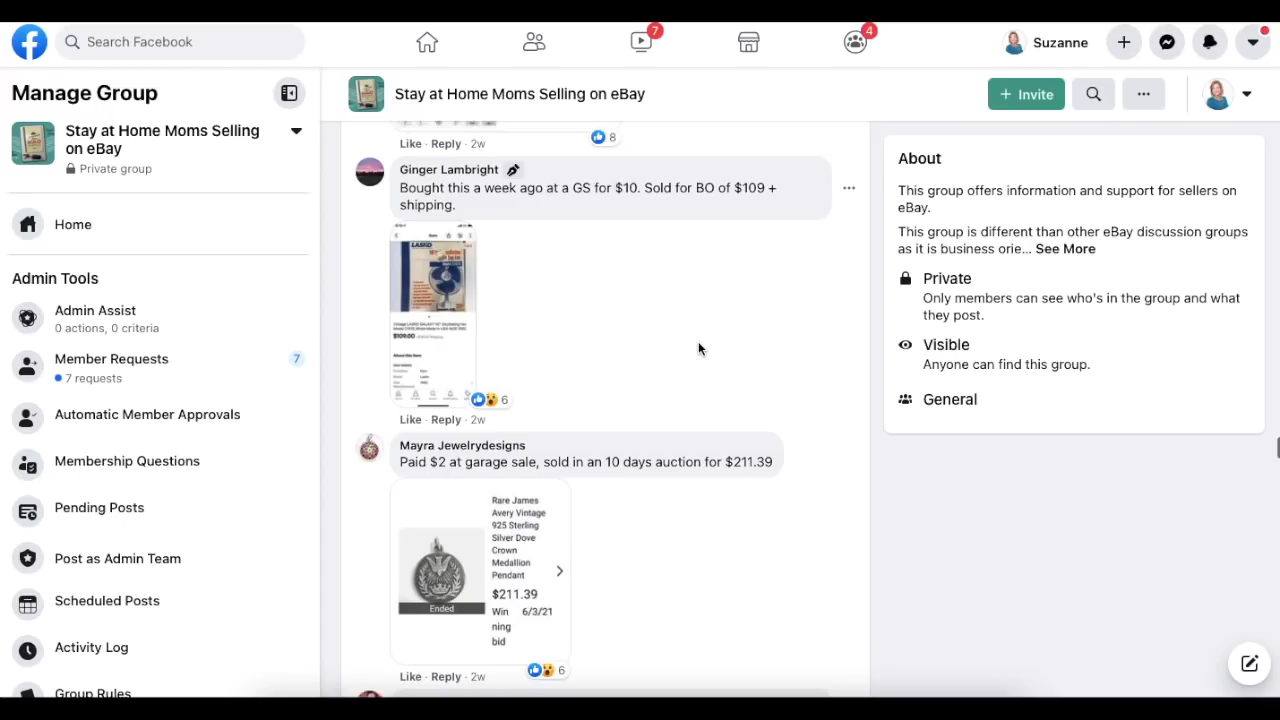 Search Facebook
7
4
Suzanne
Manage Group
Stay at Home Moms Selling on eBay
Invite
Stay at Home Moms Selling
on eBay
Private group
Home
Admin Tools
Admin Assist
0 actions, 0 criteria
Member Requests
7
7 requests
Automatic Member Approvals
Membership Questions
Pending Posts
Post as Admin Team
Scheduled Posts
Activity Log
Group Rules
Like · Reply · 2w
8
Ginger Lambright
Bought this a week ago at a GS for $10. Sold for BO of $109 +
shipping.
LASKO
$109.00
6
Like · Reply · 2w
Mayra Jewelrydesigns
Paid $2 at garage sale, sold in an 10 days auction for $211.39
Rare James
Avery Vintage
925 Sterling
Silver Dove
Crown
Medallion
Pendant
$211.39
Win 6/3/21
ning
bid
Ended
6
Like · Reply · 2w
About
This group offers information and support for sellers on
eBay.
This group is different than other eBay discussion groups
as it is business orie... See More
Private
Only members can see who's in the group and what
they post.
Visible
Anyone can find this group.
General